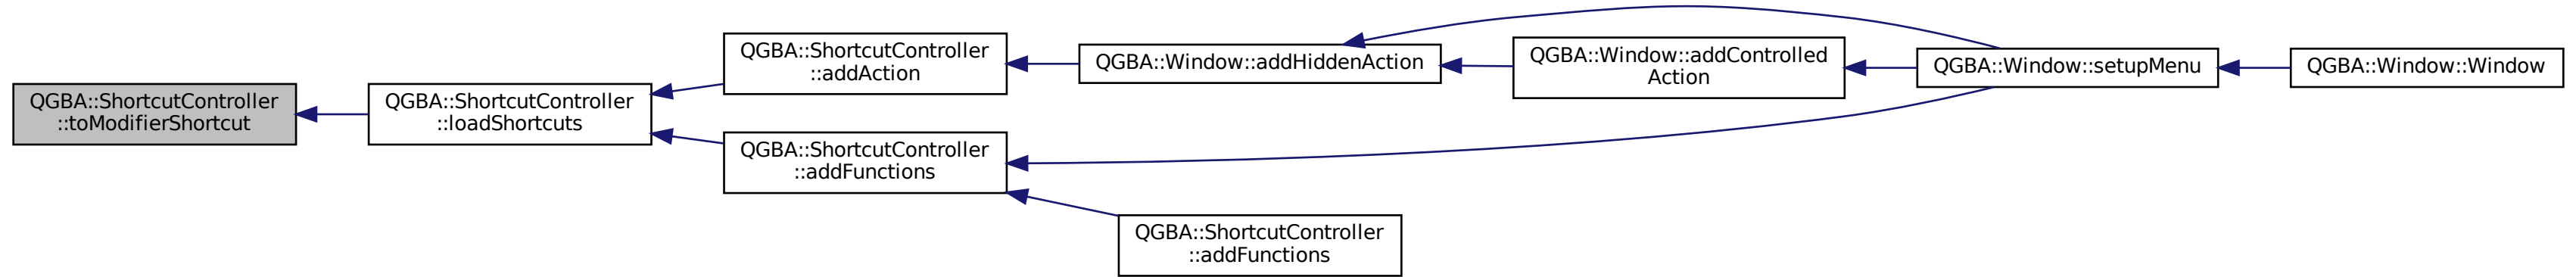 QGBA::ShortcutController
::toModifierShortcut
QGBA::ShortcutController
::loadShortcuts
QGBA::ShortcutController
::addAction
QGBA::ShortcutController
::addFunctions
QGBA::Window::addHiddenAction
QGBA::ShortcutController
::addFunctions
QGBA::Window::addControlled
Action
QGBA::Window::setupMenu
QGBA::Window::Window